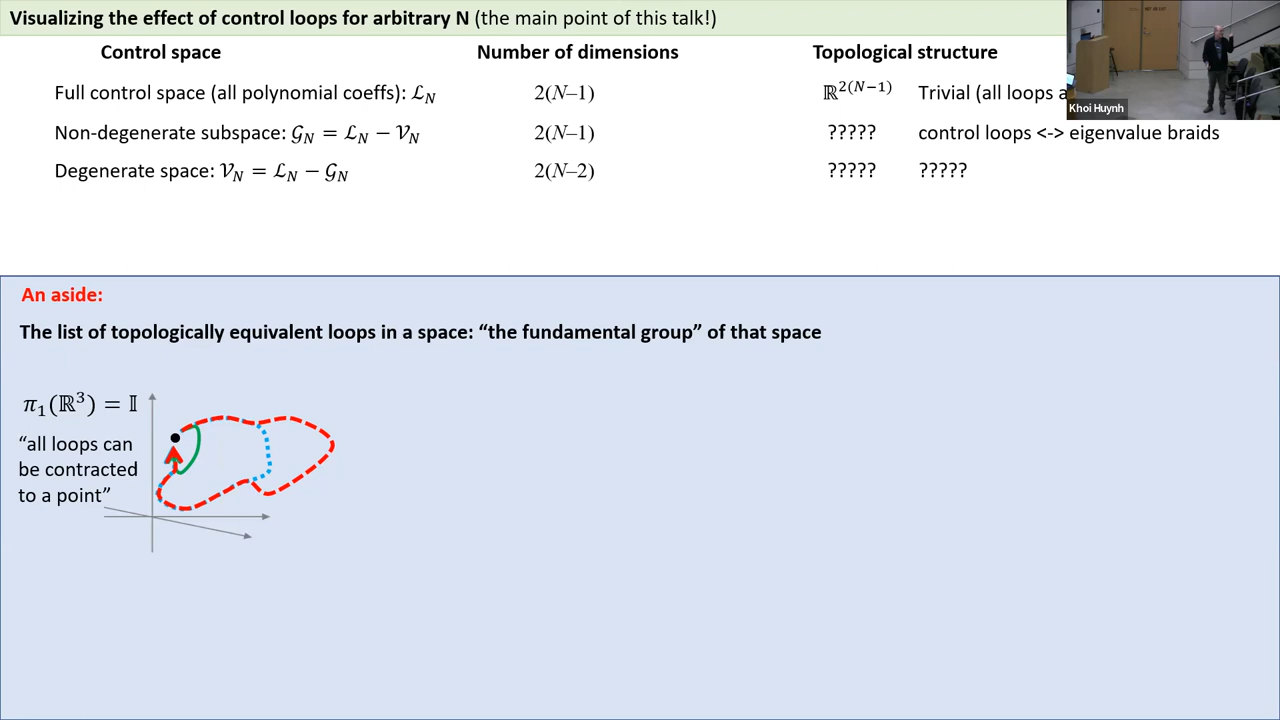 Visualizing the effect of control loops for arbitrary N (the main point of this talk!)
Control space Number of dimensions Topological structure
Full control space (all polynomial coeffs): ℒ_N 2(N–1) ℝ^{2(N−1)} Trivial (all loops
Khoi Huynh
Non-degenerate subspace: 𝒢_N = ℒ_N − 𝒱_N 2(N–1) ????? control loops <-> eigenvalue braids
Degenerate space: 𝒱_N = ℒ_N − 𝒢_N 2(N–2) ????? ?????
An aside:
The list of topologically equivalent loops in a space: “the fundamental group” of that space
π₁(ℝ³) = 𝕀
“all loops can
be contracted
to a point”